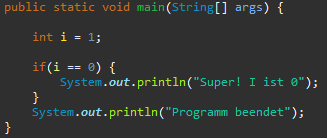 public static void main(String[] args) {
int i = 1;
if(i == 0) {
System.out.println("Super! I ist 0");
}
System.out.println("Programm beendet");
}